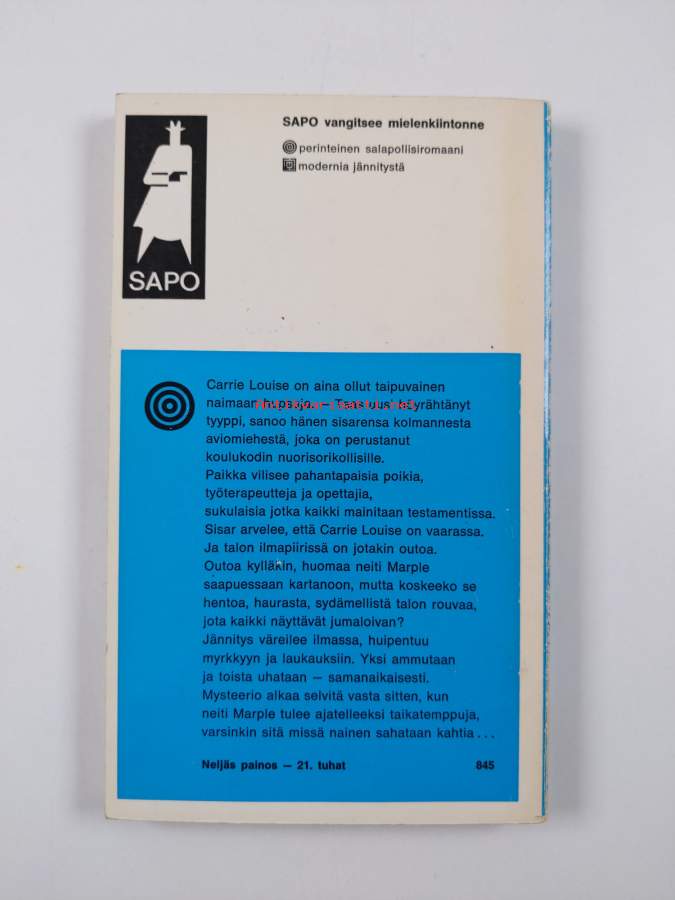 SAPO vangitsee mielenkiintonne
perinteinen salapoliisiromaani
modernia jännitystä
SAPO
Carrie Louise on aina ollut taipuvainen
naimaan
tyyppi, sanoo hänen sisarensa kolmannesta
aviomiehestä, joka on perustanut
koulukodin nuorisorikollisille.
Paikka vilisee pahantapaisia poikia,
työterapeutteja ja opettajia,
sukulaisia jotka kaikki mainitaan testamentissa.
Sisar arvelee, että Carrie Louise on vaarassa.
Ja talon ilmapiirissä on jotakin outoa.
Outoa kylläkin, huomaa neiti Marple
saapuessaan kartanoon, mutta koskeeko se
hentoa, haurasta, sydämellistä talon rouvaa,
jota kaikki näyttävät jumaloivan?
Jännitys väreilee ilmassa, huipentuu
myrkkyyn ja laukauksiin. Yksi ammutaan
ja toista uhataan – samanaikaisesti.
Mysteerio alkaa selvitä vasta sitten, kun
neiti Marple tulee ajatelleeksi taikatemppuja,
varsinkin sitä missä nainen sahataan kahtia...
Neljäs painos – 21. tuhat 845